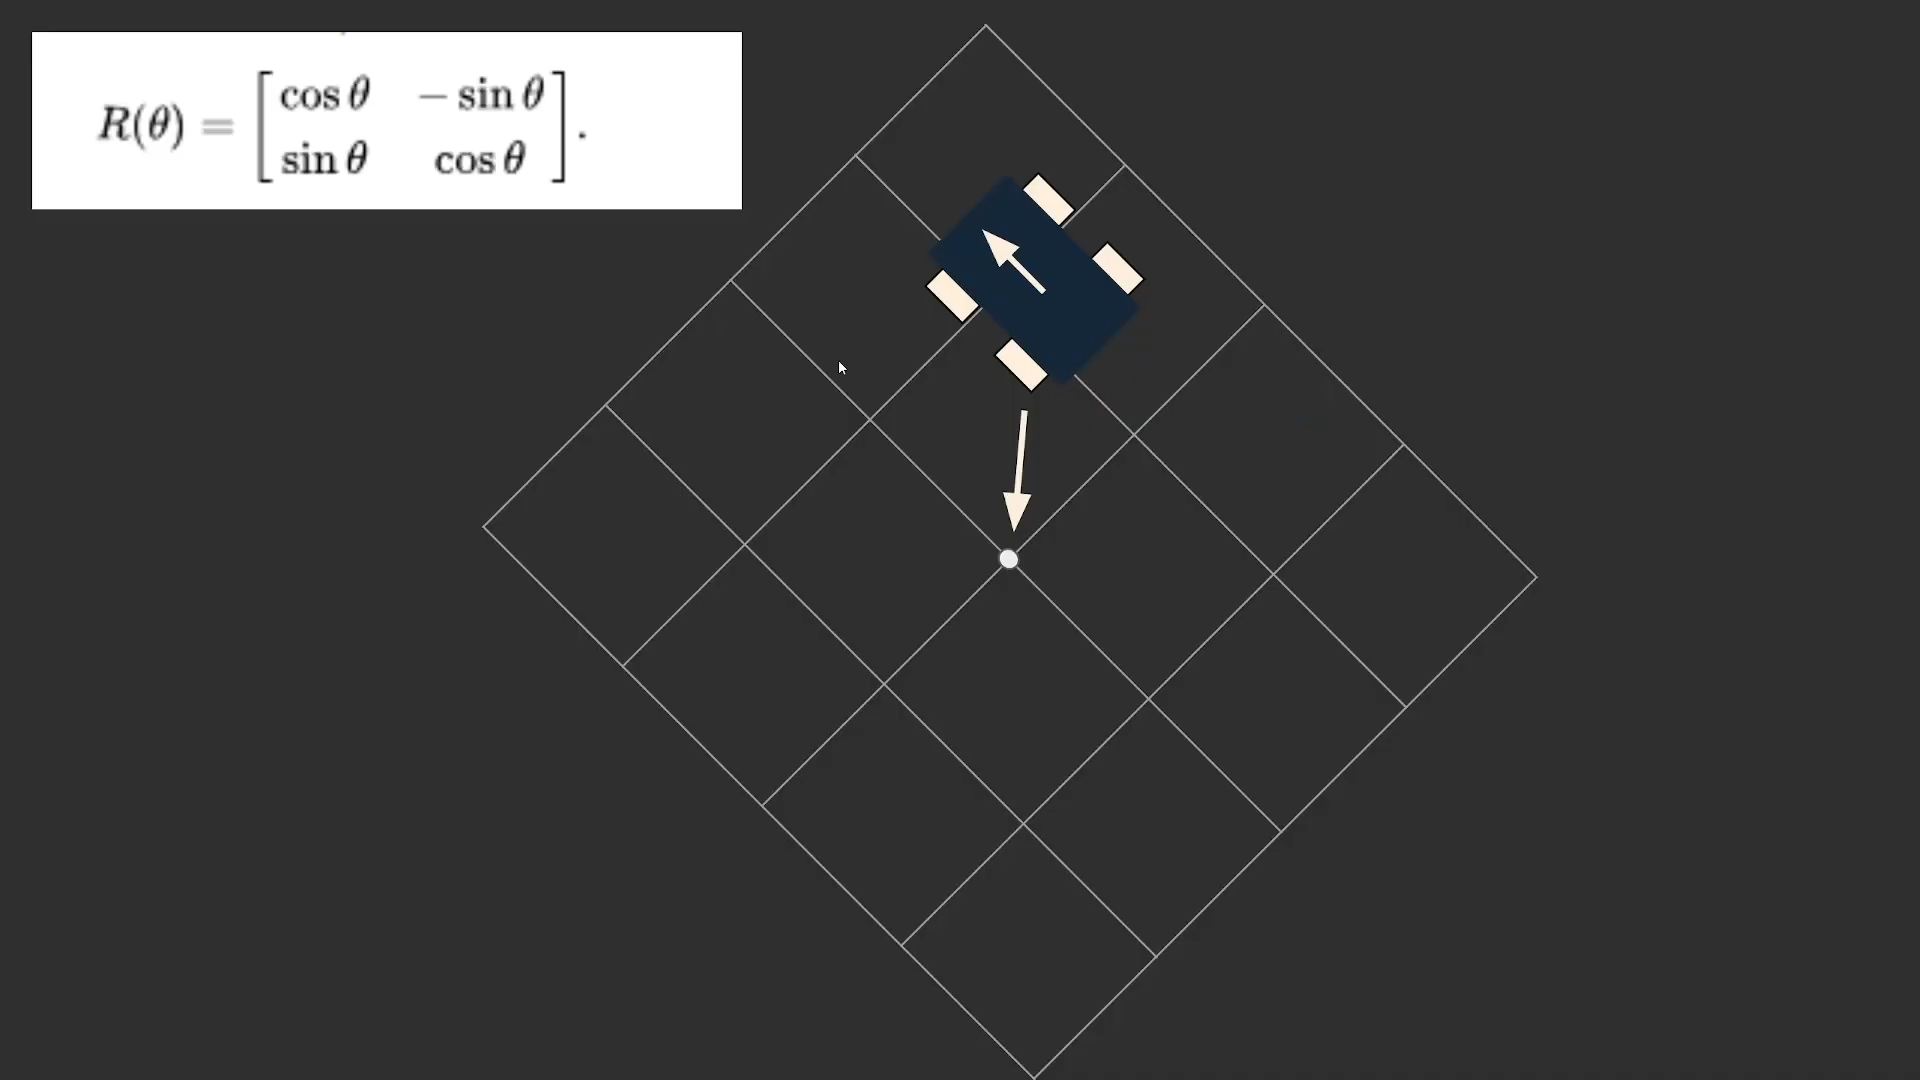 R(θ) = [cos θ  − sin θ
sin θ  cos θ].